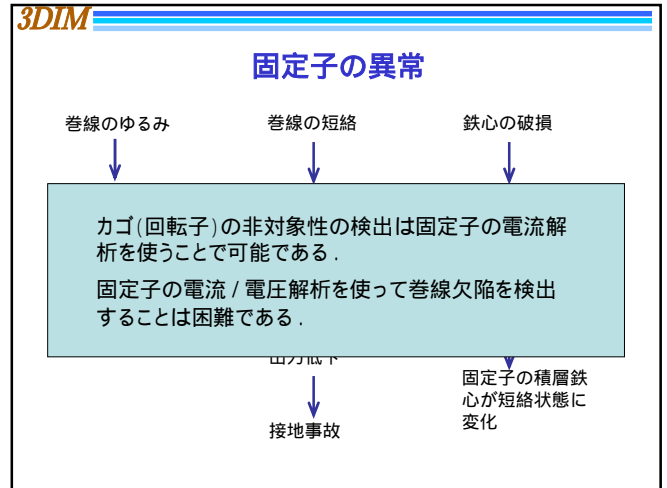 3DIM
固定子の異常
巻線のゆるみ
巻線の短絡
鉄心の破損
カゴ(回転子)の非対象性の検出は固定子の電流解
析を使うことで可能である.
固定子の電流/電圧解析を使って巻線欠陥を検出
することは困難である.
出力低下
固定子の積層鉄
心が短絡状態に
変化
接地事故